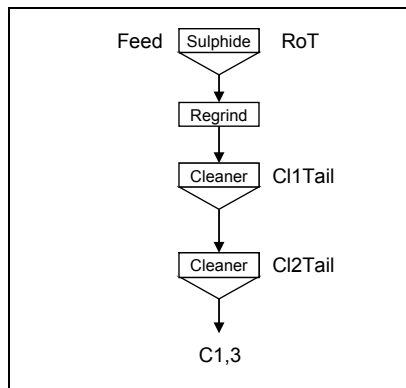 Feed Sulphide RoT
Regrind
Cleaner Cl1Tail
Cleaner Cl2Tail
C1,3